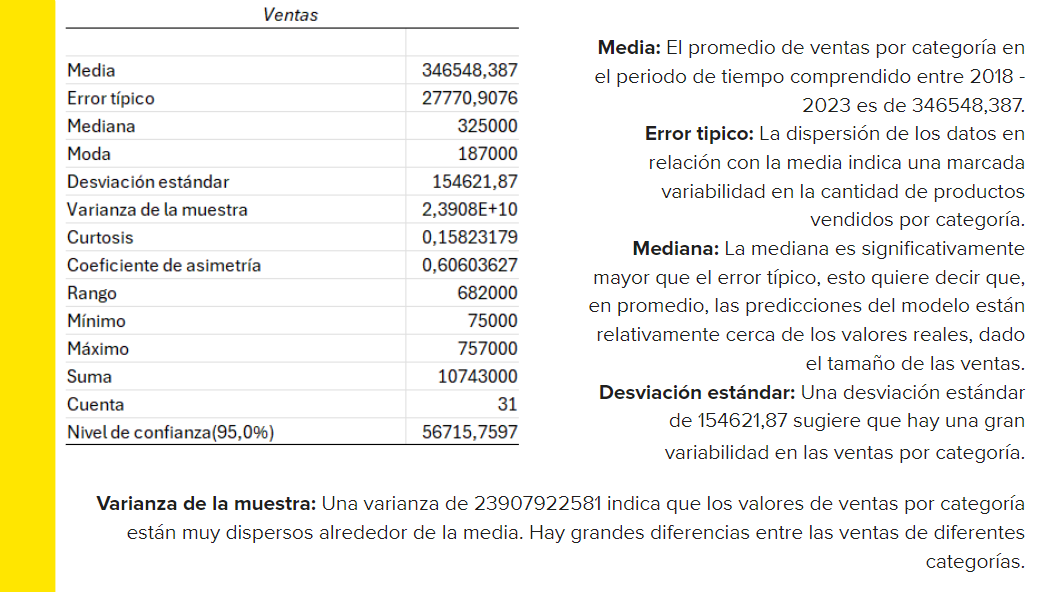 Ventas
Media 346548,387
Error típico 27770,9076
Mediana 325000
Moda 187000
Desviación estándar 154621,87
Varianza de la muestra 2,3908E+10
Curtosis 0,15823179
Coeficiente de asimetría 0,60603627
Rango 682000
Mínimo 75000
Máximo 757000
Suma 10743000
Cuenta 31
Nivel de confianza(95,0%) 56715,7597
Media: El promedio de ventas por categoría en
el periodo de tiempo comprendido entre 2018 -
2023 es de 346548,387.
Error tipico: La dispersión de los datos en
relación con la media indica una marcada
variabilidad en la cantidad de productos
vendidos por categoría.
Mediana: La mediana es significativamente
mayor que el error típico, esto quiere decir que,
en promedio, las predicciones del modelo están
relativamente cerca de los valores reales, dado
el tamaño de las ventas.
Desviación estándar: Una desviación estándar
de 154621,87 sugiere que hay una gran
variabilidad en las ventas por categoría.
Varianza de la muestra: Una varianza de 23907922581 indica que los valores de ventas por categoría
están muy dispersos alrededor de la media. Hay grandes diferencias entre las ventas de diferentes
categorías.